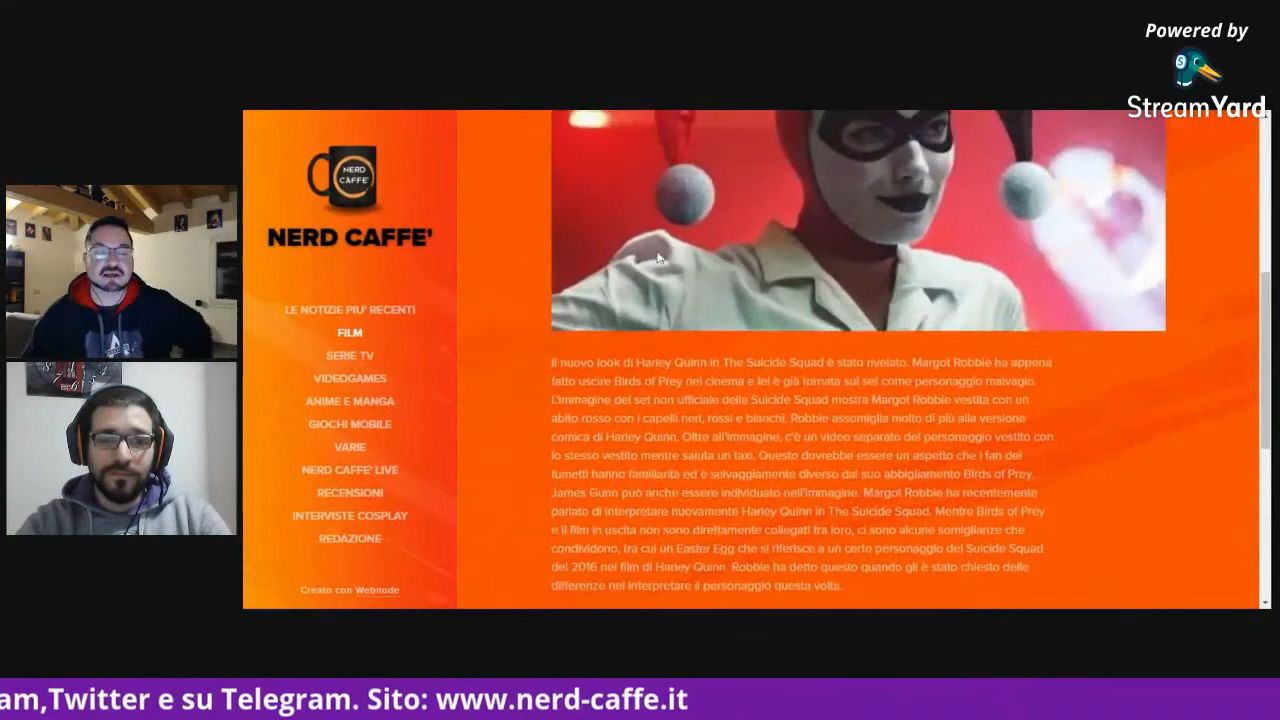 Powered by
StreamYard
NERD
CAFFE'
NERD CAFFE'
LE NOTIZIE PIU' RECENTI
FILM
SERIE TV
VIDEOGAMES
ANIME E MANGA
GIOCHI MOBILE
VARIE
NERD CAFFE' LIVE
RECENSIONI
INTERVISTE COSPLAY
REDAZIONE
Creato con Webnode
Il nuovo look di Harley Quinn in The Suicide Squad è stato rivelato. Margot Robbie ha appena
fatto uscire Birds of Prey nei cinema e lei è già tornata sul set come personaggio malvagio.
L'immagine del set non ufficiale della Suicide Squad mostra Margot Robbie vestita con un
abito rosso con i capelli neri, rossi e bianchi. Robbie assomiglia molto di più alla versione
comica di Harley Quinn. Oltre all'immagine, c'è un video separato del personaggio vestito con
lo stesso vestito mentre saluta un taxi. Questo dovrebbe essere un aspetto che i fan dei
fumetti hanno familiarità ed è selvaggiamente diverso dal suo abbigliamento Birds of Prey.
James Gunn può anche essere individuato nell'immagine. Margot Robbie ha recentemente
parlato di interpretare nuovamente Harley Quinn in The Suicide Squad. Mentre Birds of Prey
e il film in uscita non sono direttamente collegati tra loro, ci sono alcune somiglianze che
condividono, tra cui un Easter Egg che si riferisce a un certo personaggio del Suicide Squad
del 2016 nel film di Harley Quinn. Robbie ha detto questo quando gli è stato chiesto delle
differenze nel interpretare il personaggio questa volta.
am,Twitter e su Telegram. Sito: www.nerd-caffe.it